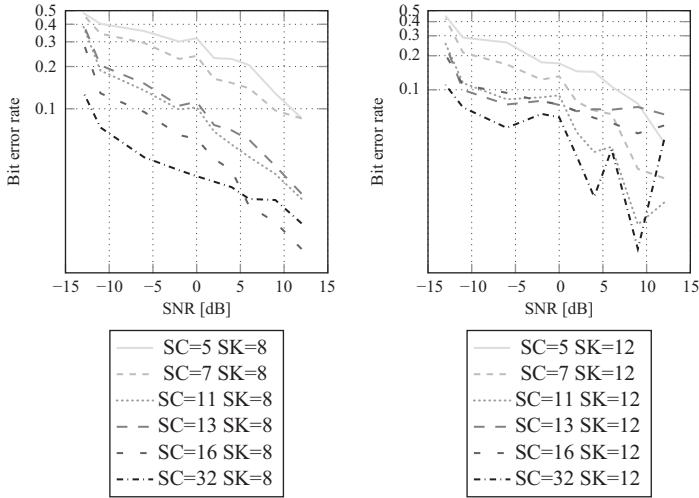 0.5
0.4
0.3
0.2
0.1
Bit error rate
−15 −10 −5 0 5 10 15
SNR [dB]
SC=5 SK=8
SC=7 SK=8
SC=11 SK=8
SC=13 SK=8
SC=16 SK=8
SC=32 SK=8
0.5
0.4
0.3
0.2
0.1
Bit error rate
−15 −10 −5 0 5 10 15
SNR [dB]
SC=5 SK=12
SC=7 SK=12
SC=11 SK=12
SC=13 SK=12
SC=16 SK=12
SC=32 SK=12